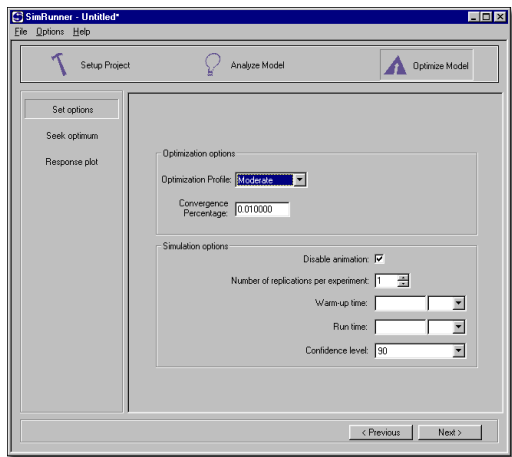 SimRunner - Untitled*
File Options Help
Setup Project
Analyze Model
Optimize Model
Set options
Seek optimum
Response plot
Optimization options
Optimization Profile: Moderate
Convergence
Percentage: 0.010000
Simulation options
Disable animation:
Number of replications per experiment: 1
Warm-up time:
Run time:
Confidence level: 90
< Previous
Next >